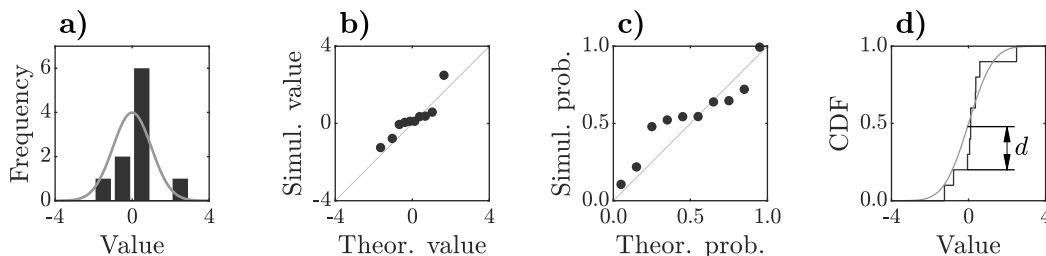 a)
Frequency
6
4
2
0
-4
0
4
Value
b)
Simul. value
4
0
-4
-4
0
4
Theor. value
c)
Simul. prob.
1.0
0.5
0.0
0.0
0.5
1.0
Theor. prob.
d)
CDF
1.0
0.5
0.0
d
-4
0
4
Value